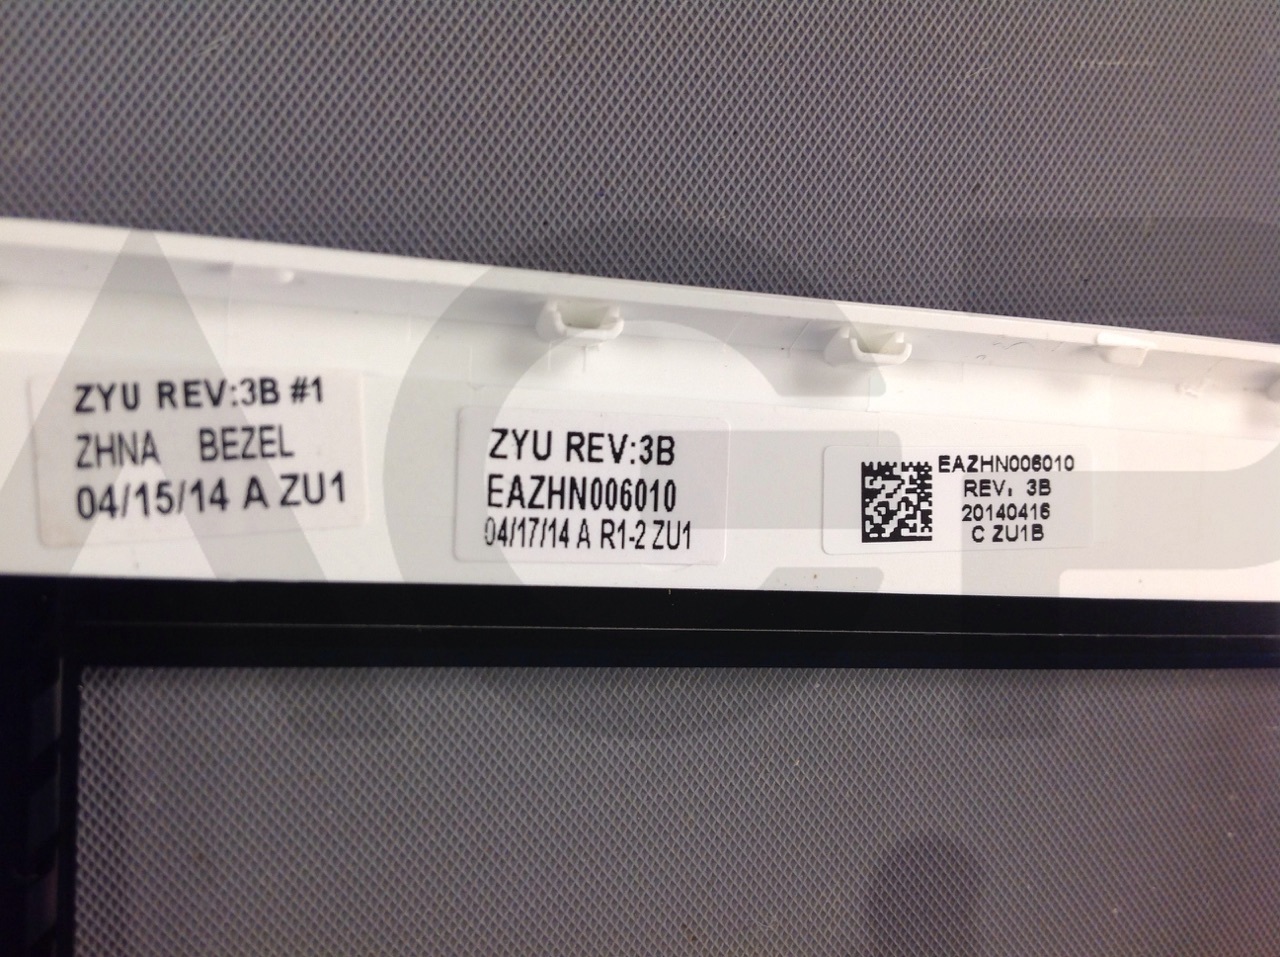 ZYU REV:3B #1
ZHNA BEZEL
04/15/14 A ZU1
ZYU REV:3B
EAZHN006010
04/17/14 A R1-2 ZU1
EAZHN006010
REV: 3B
20140416
C ZU1B